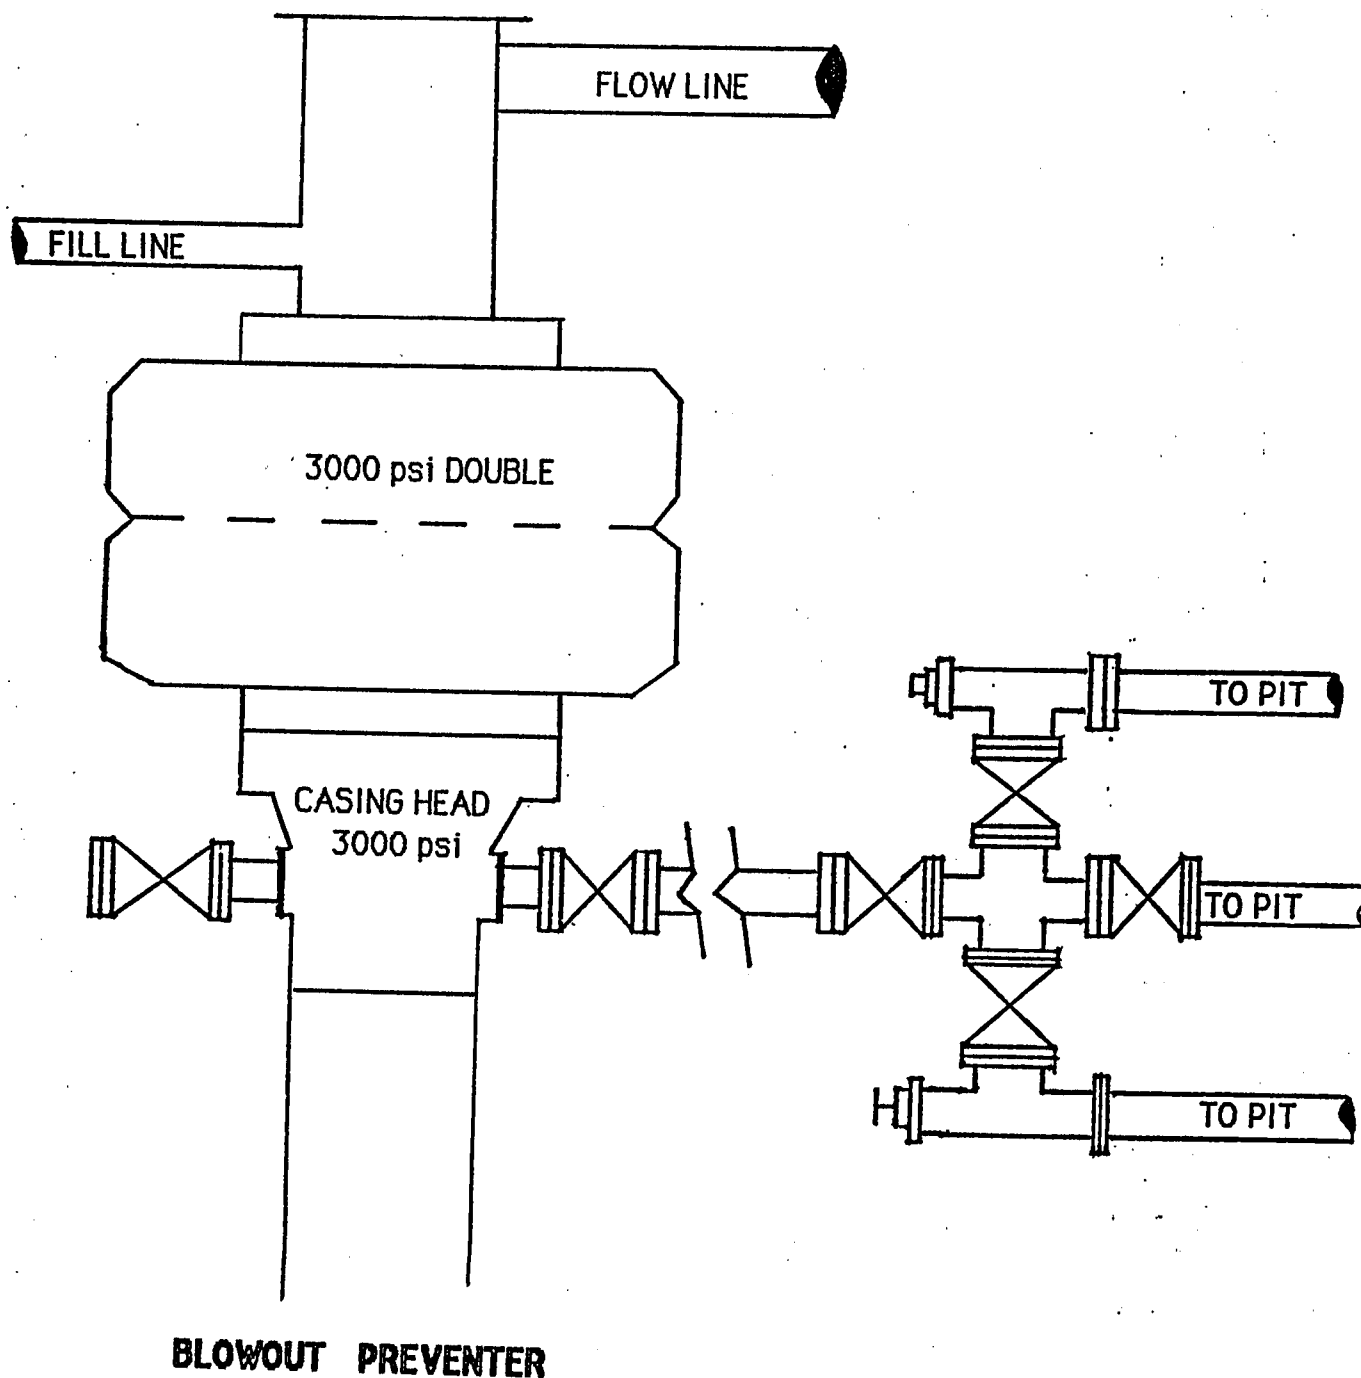 FLOW LINE
FILL LINE
3000 psi DOUBLE
TO PIT
CASING HEAD
3000 psi
TO PIT
TO PIT
BLOWOUT PREVENTER